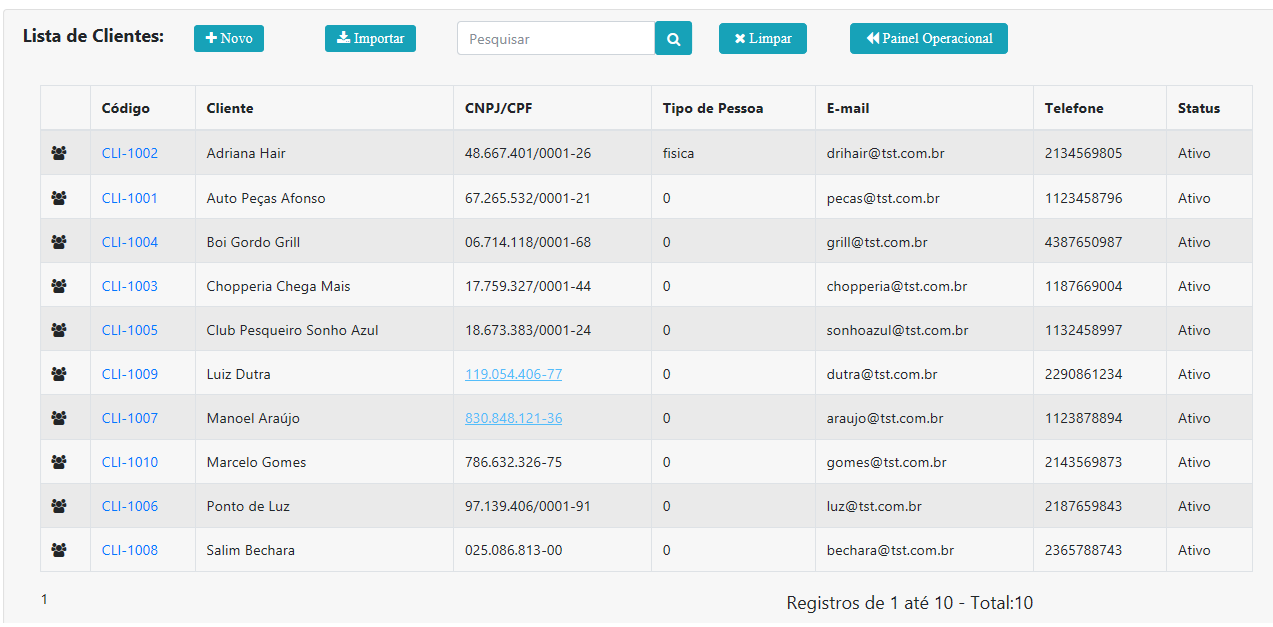 Lista de Clientes: Novo Importar Pesquisar Limpar Painel Operacional
Código Cliente CNPJ/CPF Tipo de Pessoa E-mail Telefone Status
CLI-1002 Adriana Hair 48.667.401/0001-26 fisica drihair@tst.com.br 2134569805 Ativo
CLI-1001 Auto Peças Afonso 67.265.532/0001-21 0 pecas@tst.com.br 1123458796 Ativo
CLI-1004 Boi Gordo Grill 06.714.118/0001-68 0 grill@tst.com.br 4387650987 Ativo
CLI-1003 Chopperia Chega Mais 17.759.327/0001-44 0 chopperia@tst.com.br 1187669004 Ativo
CLI-1005 Club Pesqueiro Sonho Azul 18.673.383/0001-24 0 sonhoazul@tst.com.br 1132458997 Ativo
CLI-1009 Luiz Dutra 119.054.406-77 0 dutra@tst.com.br 2290861234 Ativo
CLI-1007 Manoel Araújo 830.848.121-36 0 araujo@tst.com.br 1123878894 Ativo
CLI-1010 Marcelo Gomes 786.632.326-75 0 gomes@tst.com.br 2143569873 Ativo
CLI-1006 Ponto de Luz 97.139.406/0001-91 0 luz@tst.com.br 2187659843 Ativo
CLI-1008 Salim Bechara 025.086.813-00 0 bechara@tst.com.br 2365788743 Ativo
1 Registros de 1 até 10 - Total:10